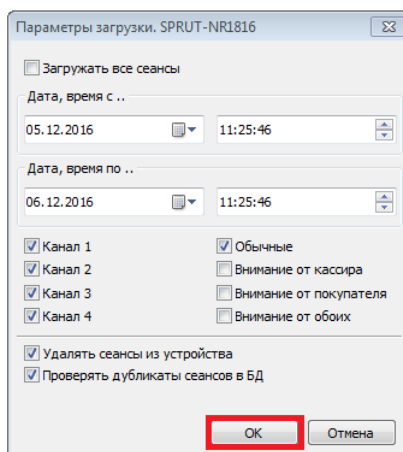 Параметры загрузки. SPRUT-NR1816
Загружать все сеансы
Дата, время с ..
05.12.2016 11:25:46
Дата, время по ..
06.12.2016 11:25:46
Канал 1 Обычные
Канал 2 Внимание от кассира
Канал 3 Внимание от покупателя
Канал 4 Внимание от обоих
Удалять сеансы из устройства
Проверять дубликаты сеансов в БД
OK Отмена